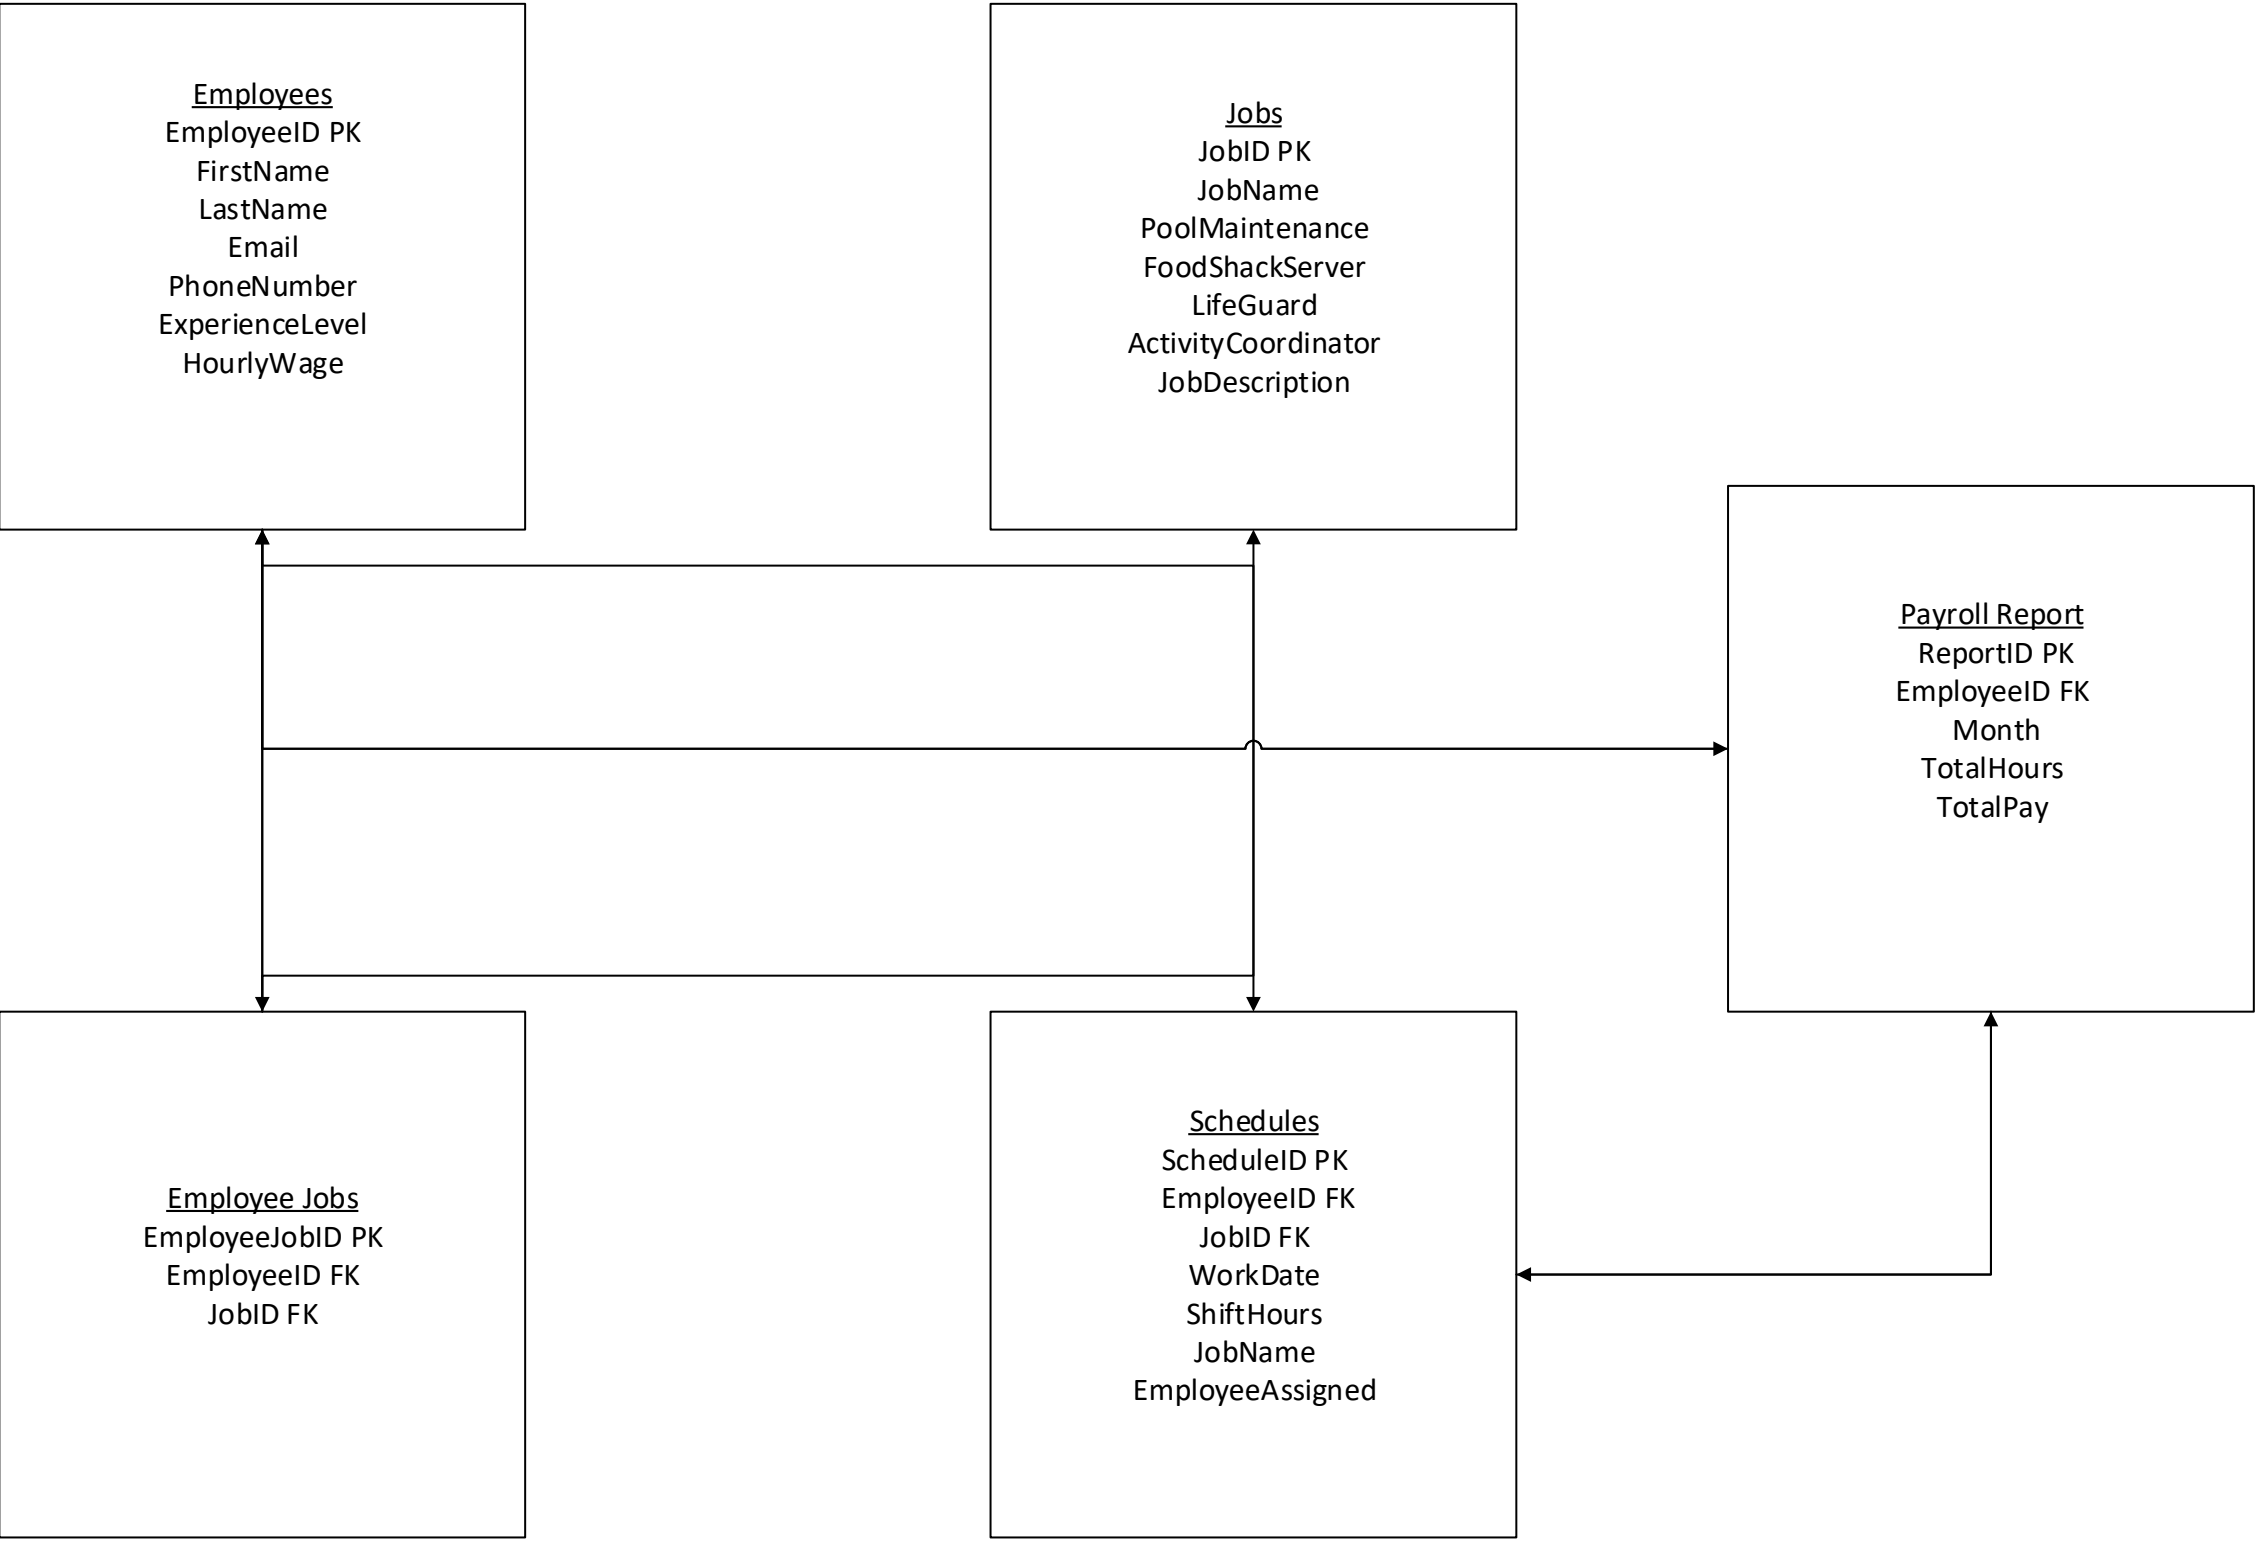 Employees
EmployeeID PK
FirstName
LastName
Email
PhoneNumber
ExperienceLevel
HourlyWage
Jobs
JobID PK
JobName
PoolMaintenance
FoodShackServer
LifeGuard
ActivityCoordinator
JobDescription
Payroll Report
ReportID PK
EmployeeID FK
Month
TotalHours
TotalPay
Employee Jobs
EmployeeJobID PK
EmployeeID FK
JobID FK
Schedules
ScheduleID PK
EmployeeID FK
JobID FK
WorkDate
ShiftHours
JobName
EmployeeAssigned